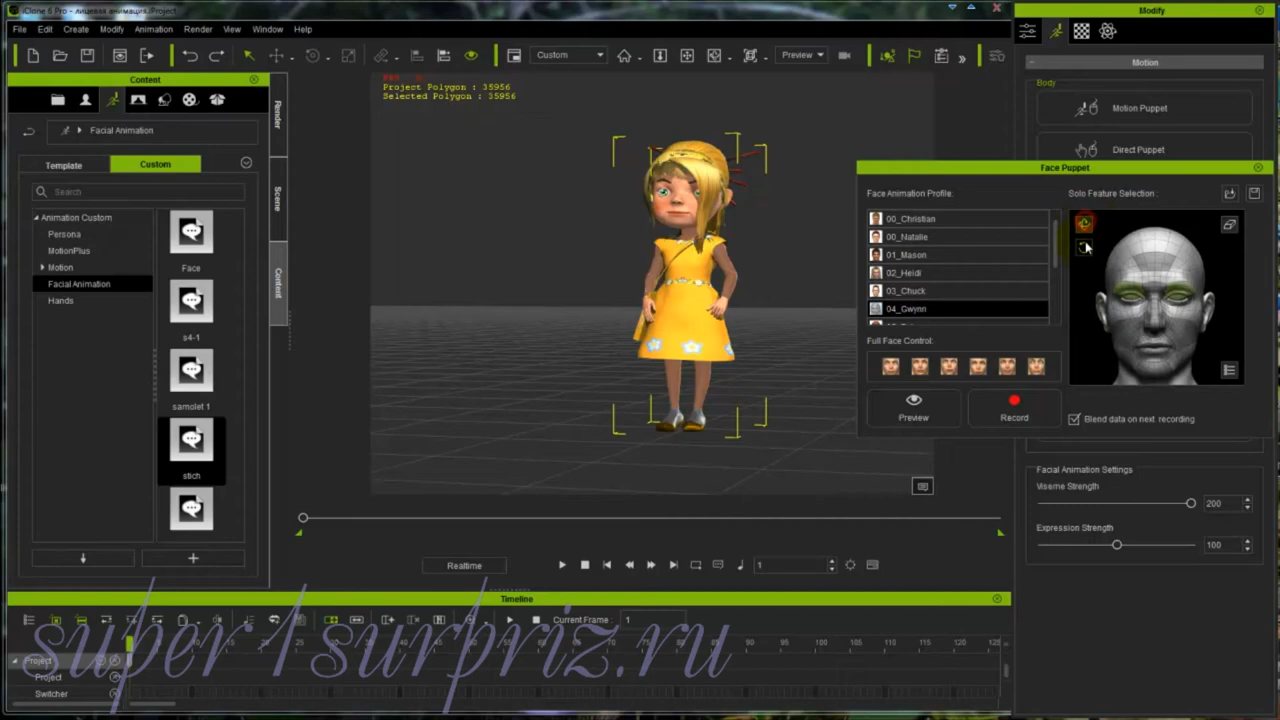 iClone 6 Pro - лицевая анимация.iProject
File Edit Create Modify Animation Render View Window Help
Custom
Preview
Content
Facial Animation
Template Custom
Search
Animation Custom
Persona
MotionPlus
Motion
Facial Animation
Hands
Face
s4-1
samolet 1
stich
Render
Scene
Content
Project Polygon : 35956
Selected Polygon : 35956
Realtime
1
Timeline
Current Frame : 1
Project
Project
Switcher
super1surpriz.ru
Modify
Motion
Body
Motion Puppet
Direct Puppet
Face Puppet
Face Animation Profile:
00_Christian
00_Natalie
01_Mason
02_Heidi
03_Chuck
04_Gwynn
Full Face Control:
Preview
Record
Solo Feature Selection :
Blend data on next recording
Facial Animation Settings
Viseme Strength
200
Expression Strength
100